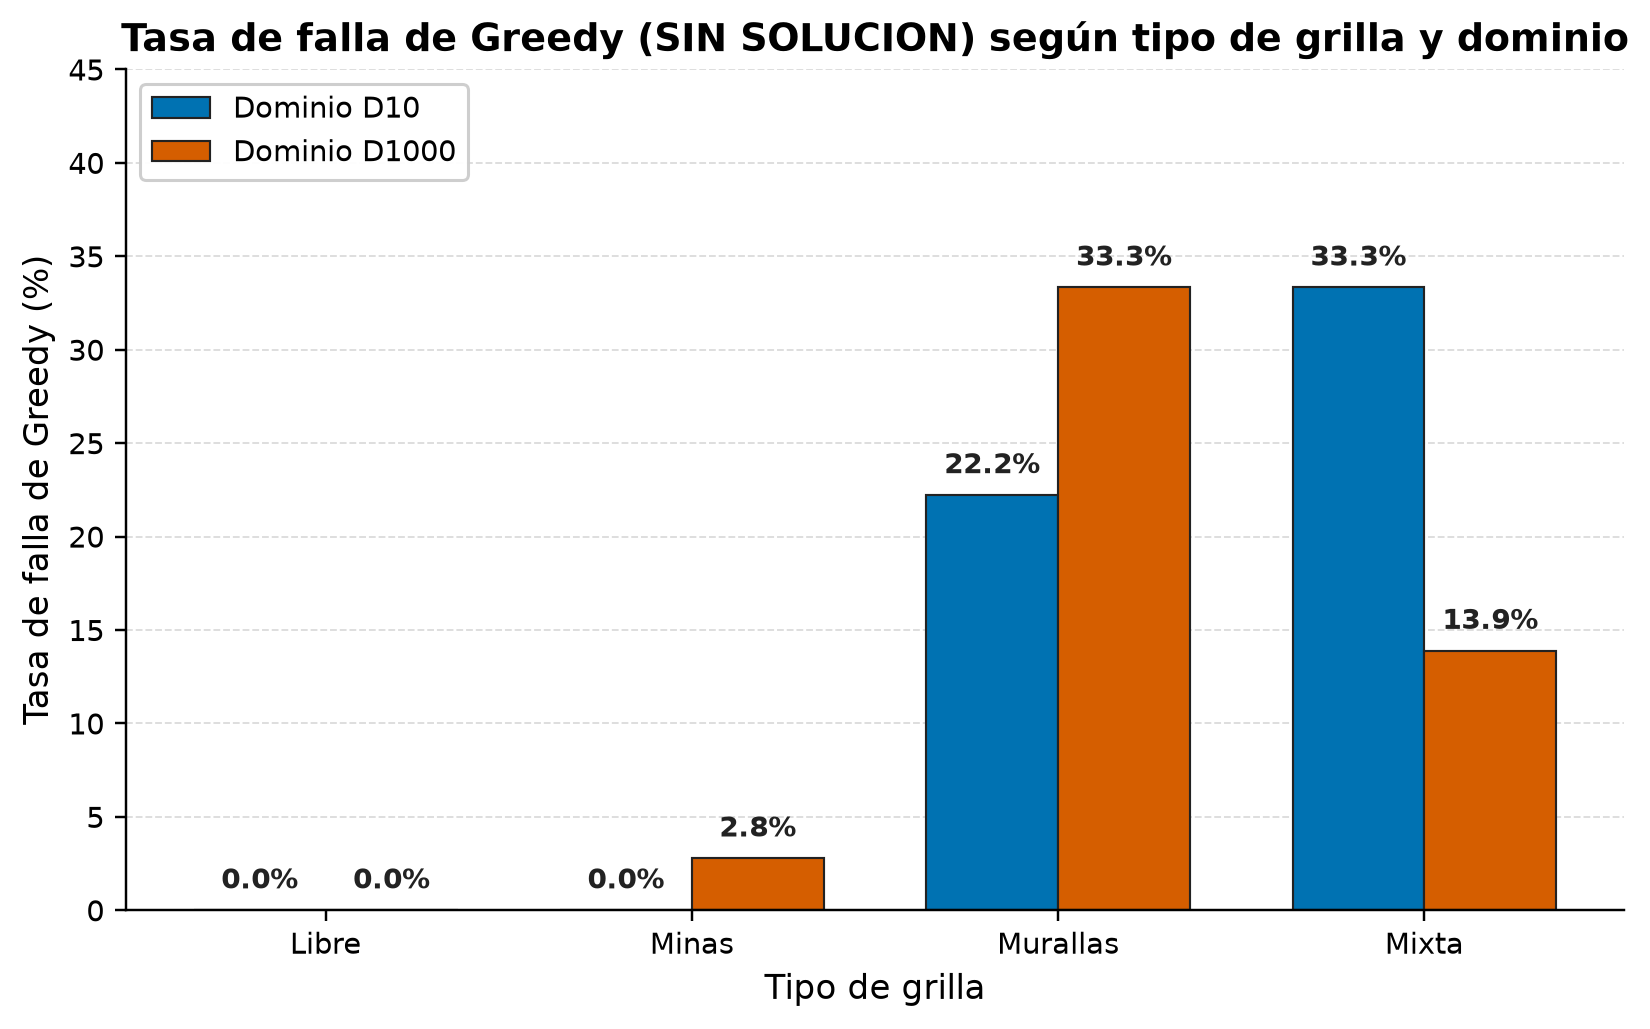 Tasa de falla de Greedy (SIN SOLUCION) según tipo de grilla y dominio
Dominio D10
Dominio D1000
Tasa de falla de Greedy (%)
45
40
35
30
25
20
15
10
5
0
0.0%
0.0%
0.0%
2.8%
22.2%
33.3%
33.3%
13.9%
Libre
Minas
Murallas
Mixta
Tipo de grilla